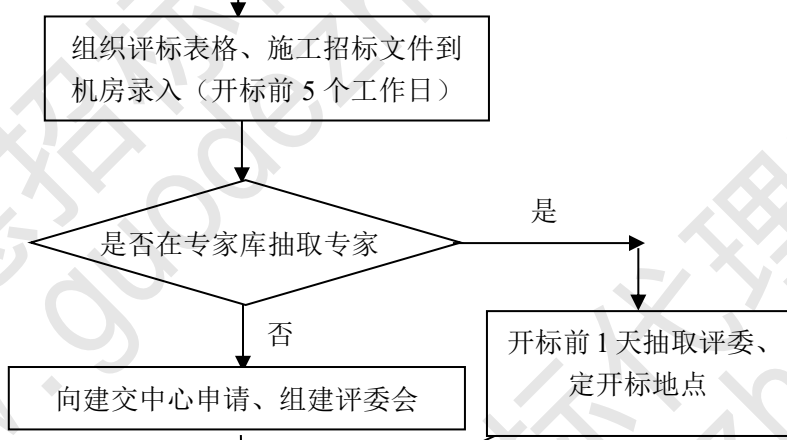 组织评标表格、施工招标文件到
机房录入（开标前 5 个工作日）
是否在专家库抽取专家
是
否
开标前 1 天抽取评委、
定开标地点
向建交中心申请、组建评委会